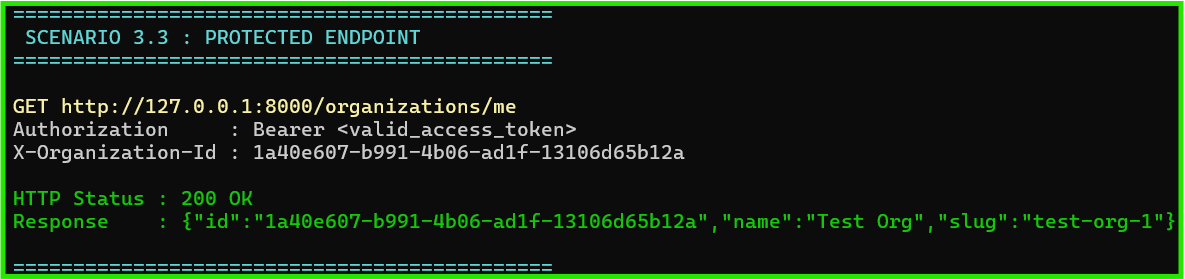 =============================================
SCENARIO 3.3 : PROTECTED ENDPOINT
=============================================
GET http://127.0.0.1:8000/organizations/me
Authorization     : Bearer <valid_access_token>
X-Organization-Id : 1a40e607-b991-4b06-ad1f-13106d65b12a
HTTP Status : 200 OK
Response    : {"id":"1a40e607-b991-4b06-ad1f-13106d65b12a","name":"Test Org","slug":"test-org-1"}
=============================================